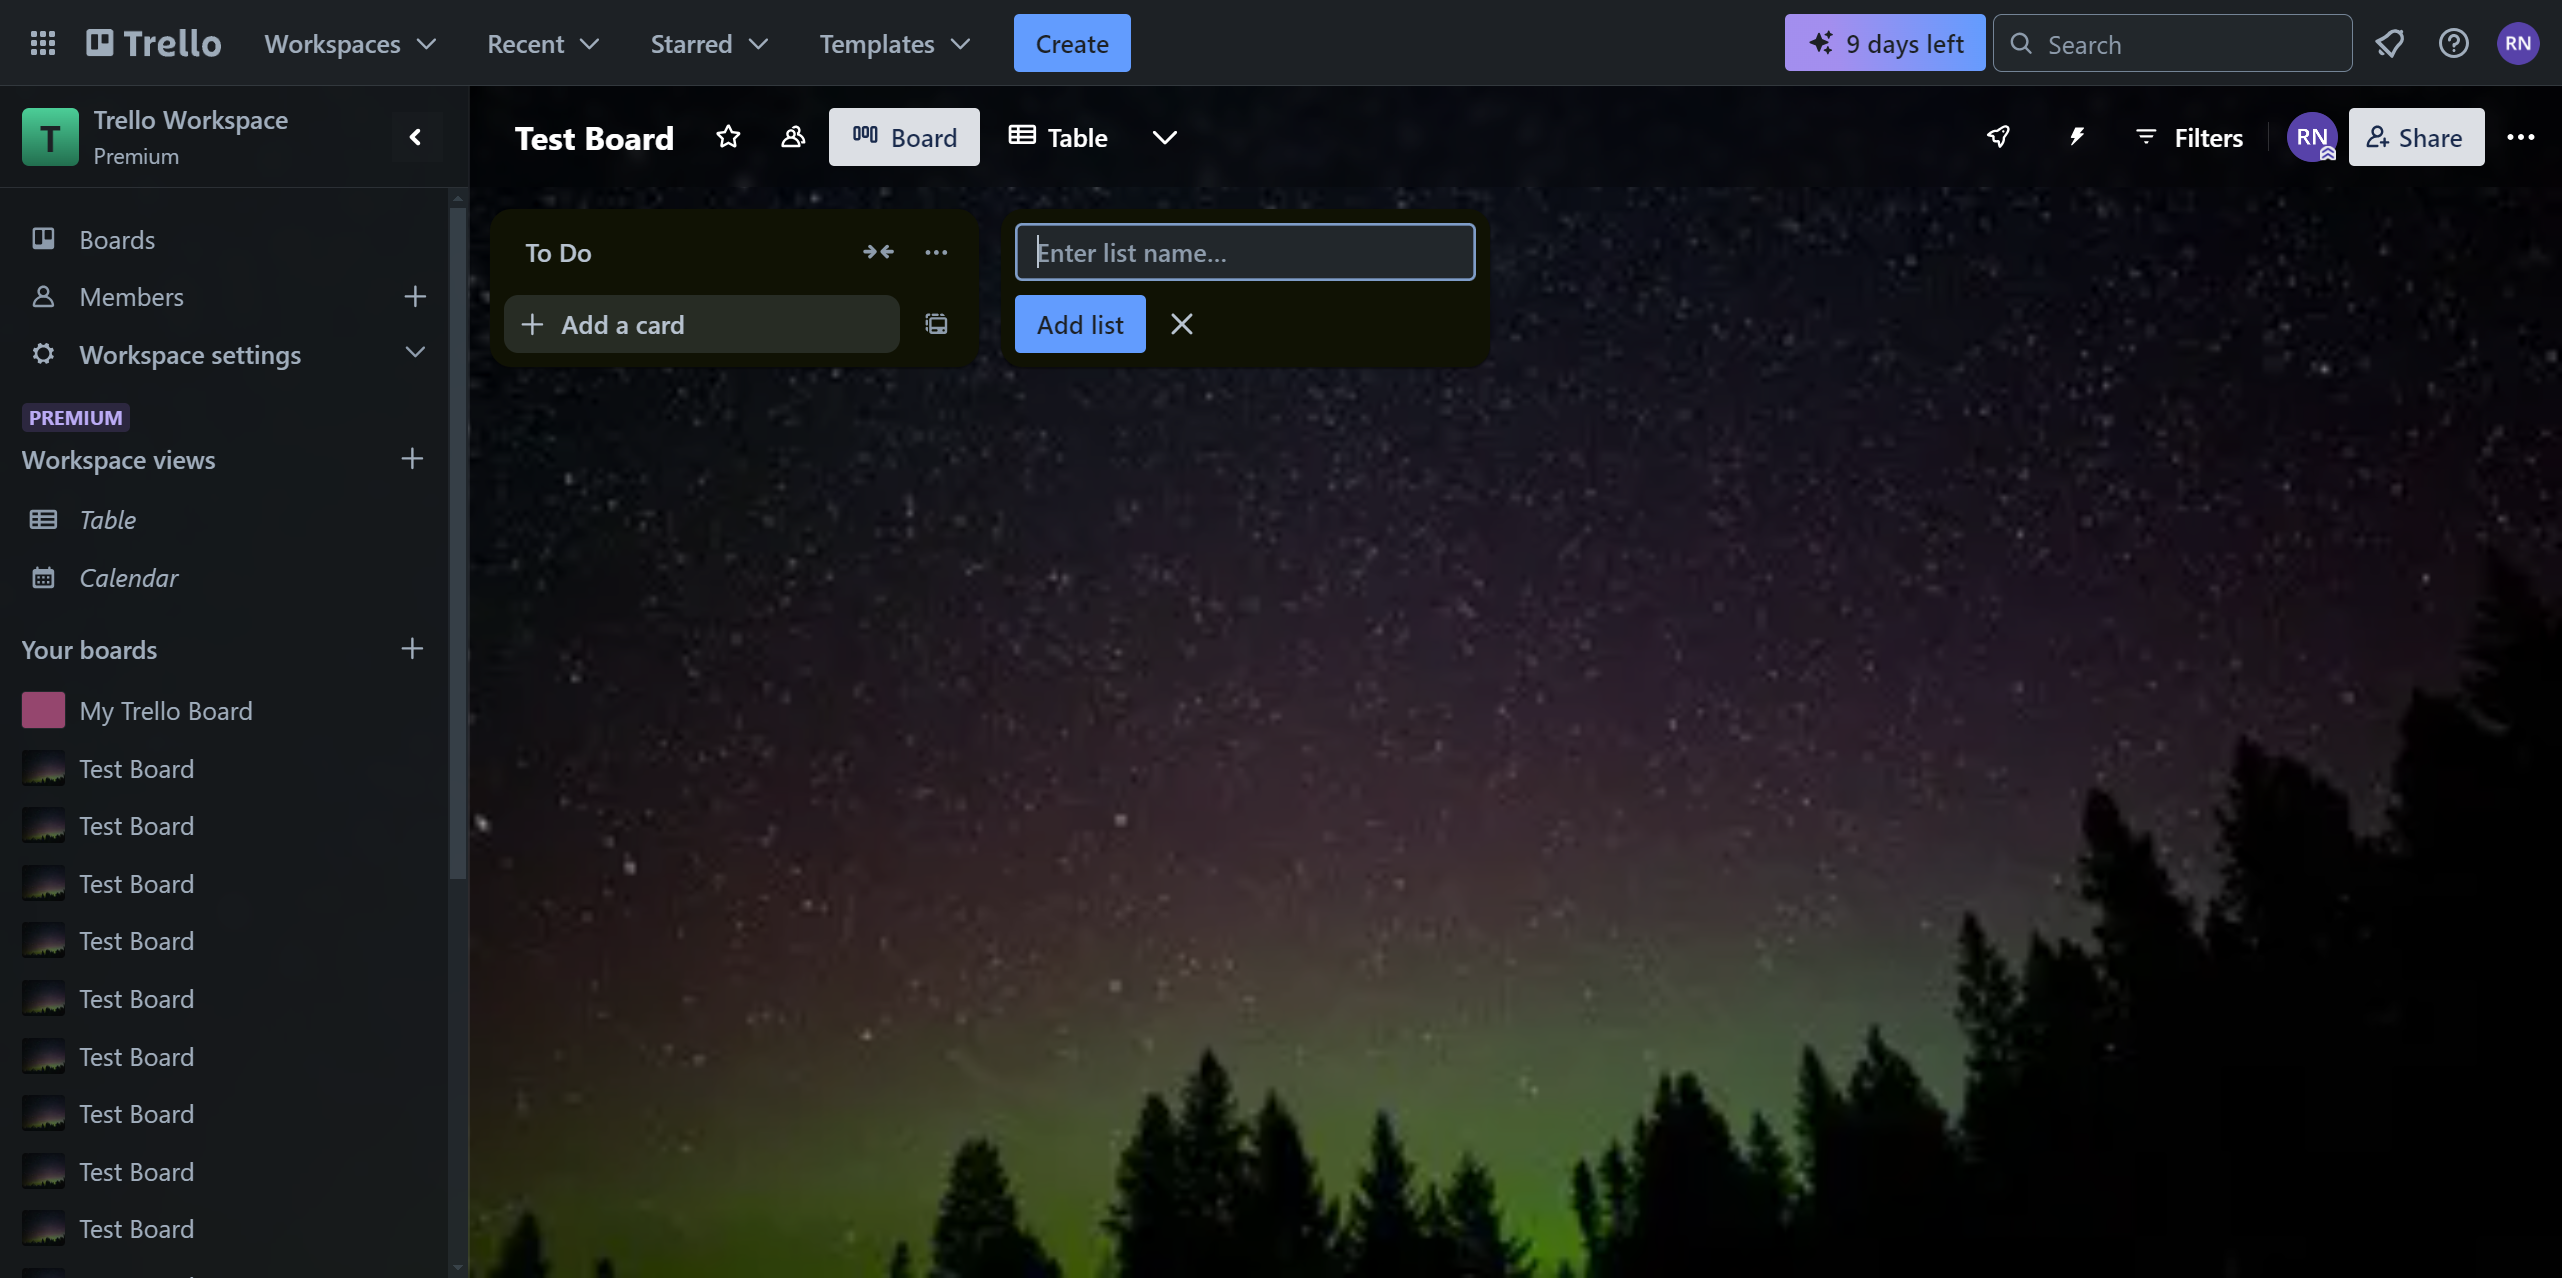 Trello
Workspaces
Recent
Starred
Templates
Create
9 days left
Search
RN
T
Trello Workspace
Premium
Test Board
Board
Table
Filters
RN
Share
Boards
Members
Workspace settings
PREMIUM
Workspace views
Table
Calendar
Your boards
My Trello Board
Test Board
Test Board
Test Board
Test Board
Test Board
Test Board
Test Board
Test Board
Test Board
To Do
Add a card
Enter list name…
Add list